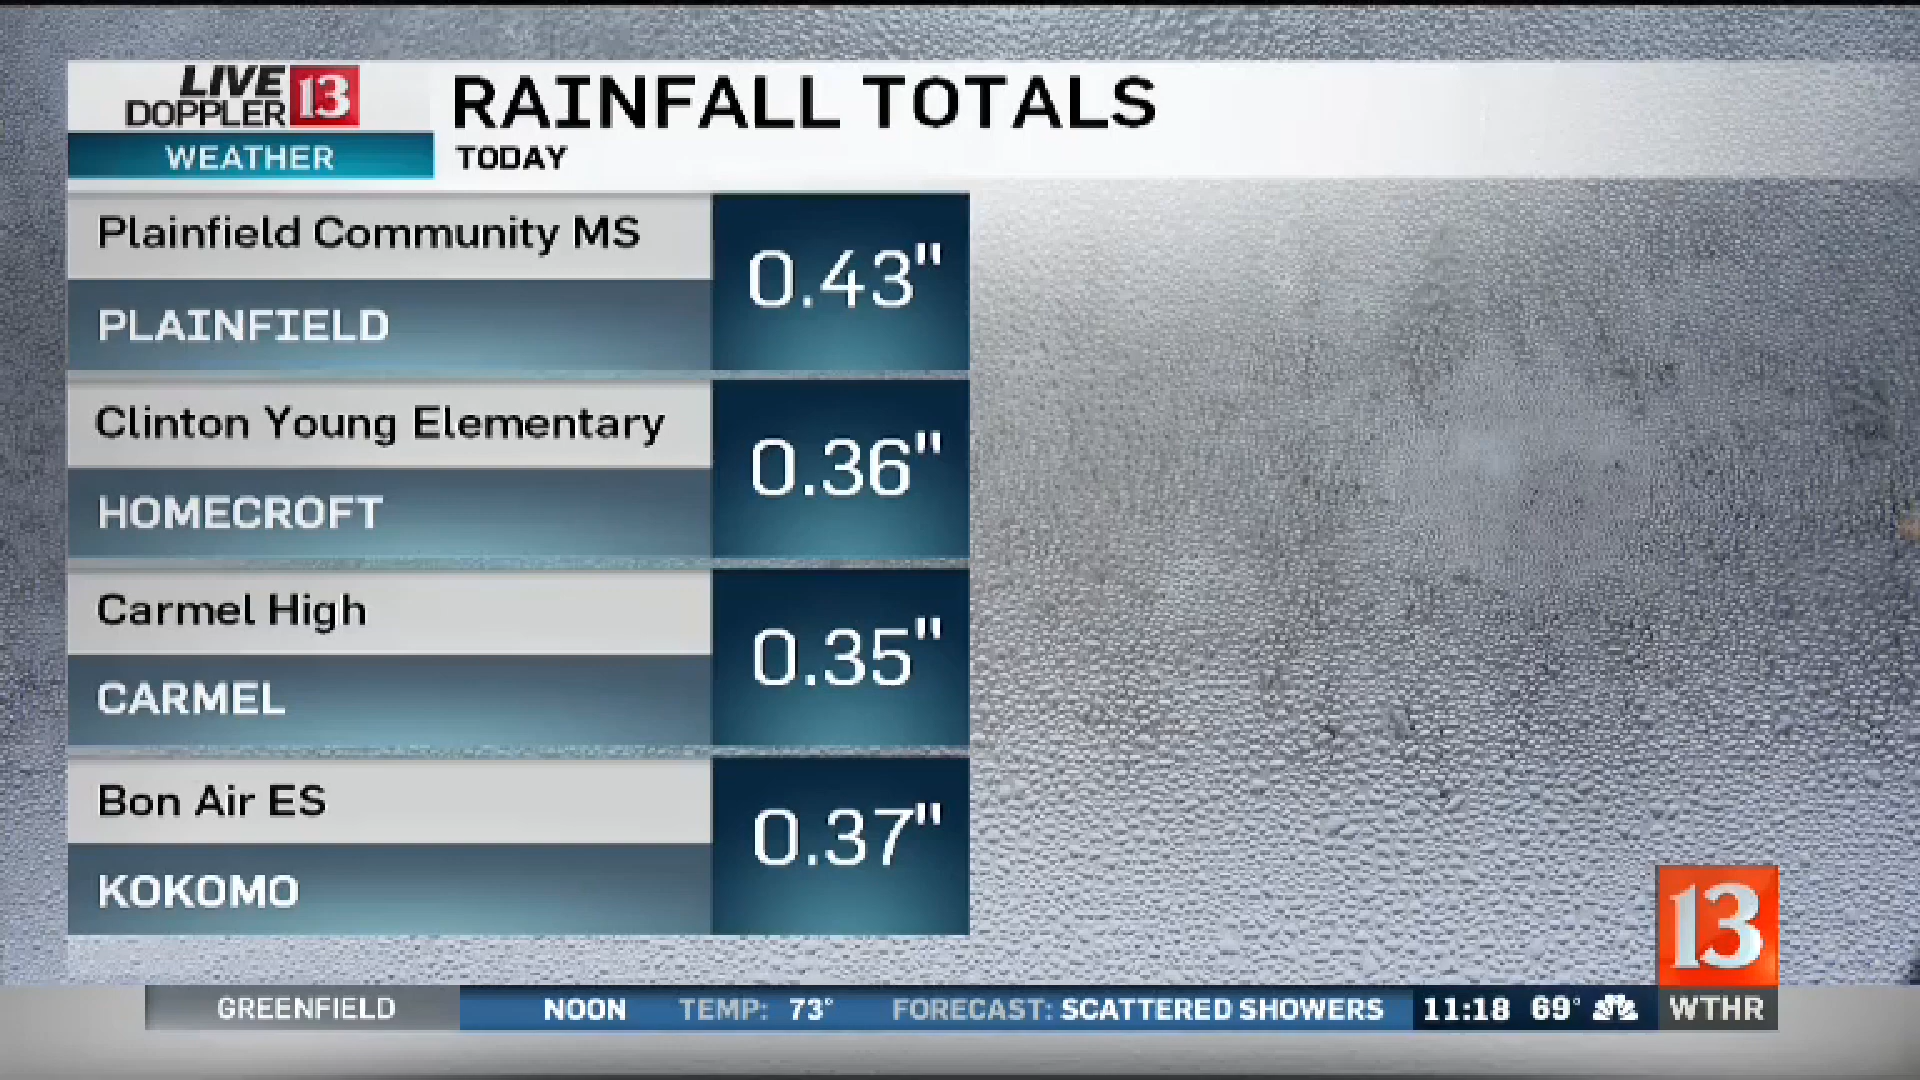 LIVE
DOPPLER 13
WEATHER
RAINFALL TOTALS
TODAY
Plainfield Community MS
PLAINFIELD
0.43"
Clinton Young Elementary
HOMECROFT
0.36"
Carmel High
CARMEL
0.35"
Bon Air ES
KOKOMO
0.37"
13
WTHR
GREENFIELD NOON TEMP: 73° FORECAST: SCATTERED SHOWERS 11:18 69°